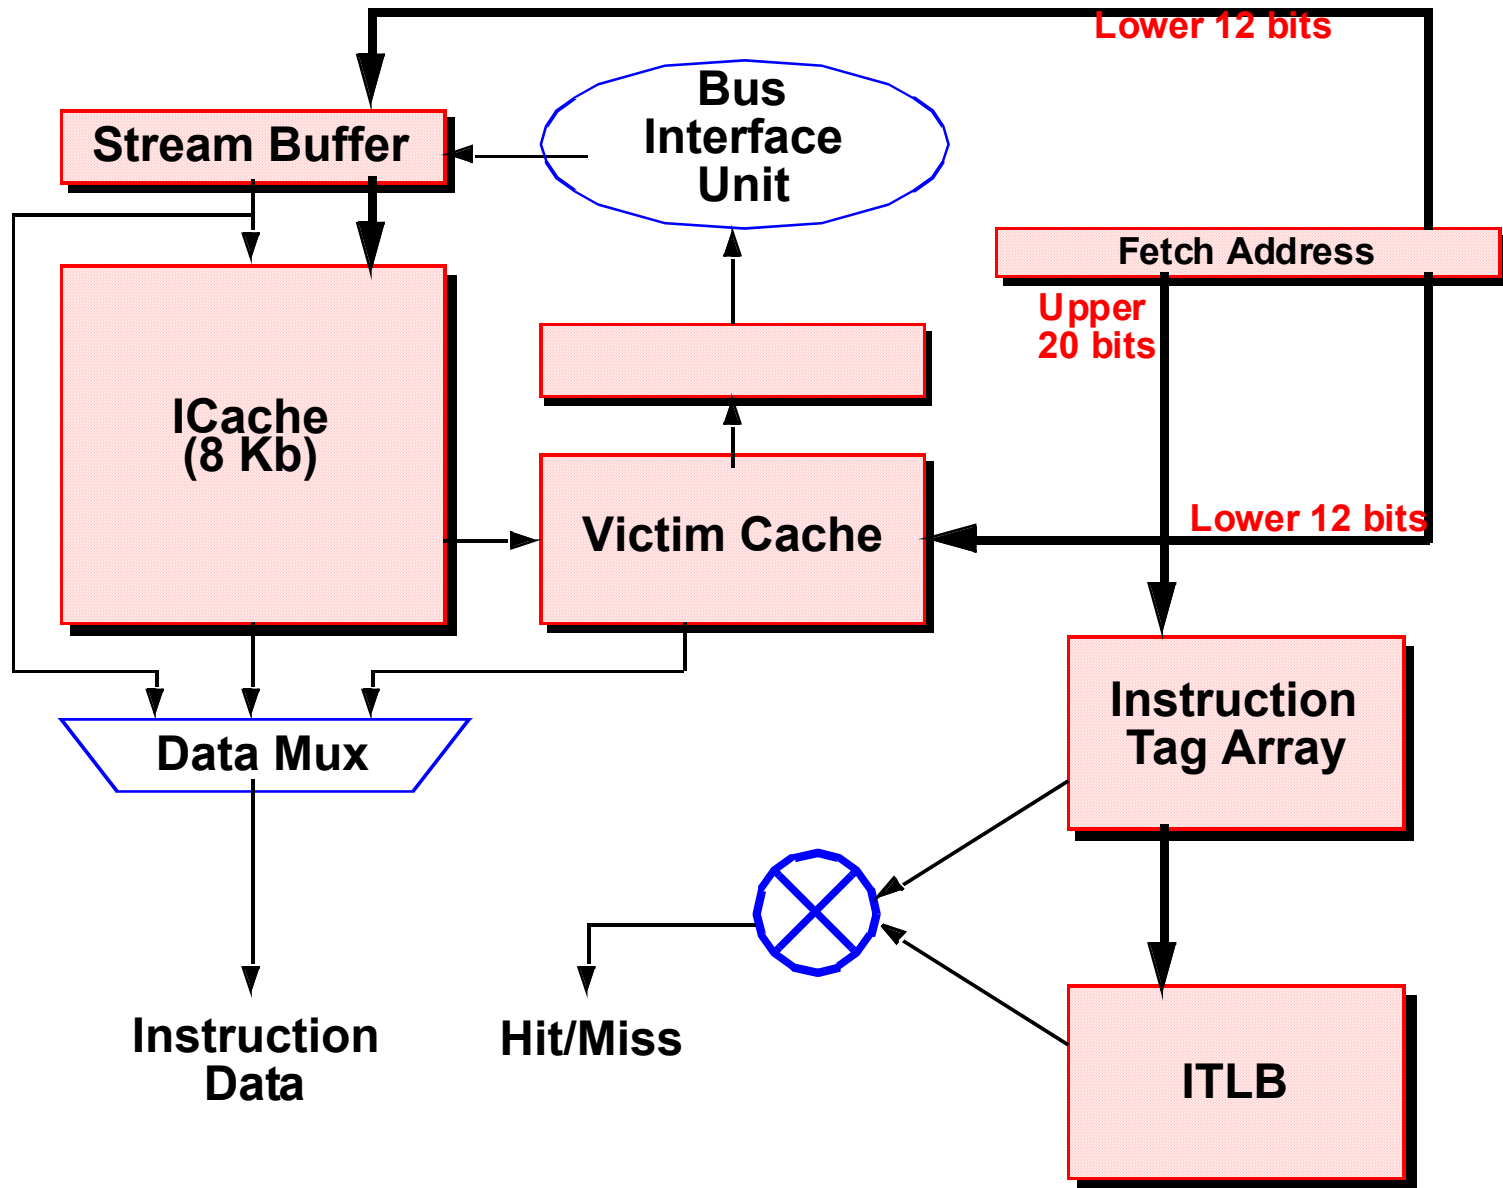 Lower 12 bits
Bus
Interface
Unit
Stream Buffer
Fetch Address
Upper
20 bits
ICache
(8 Kb)
Lower 12 bits
Victim Cache
Instruction
Tag Array
Data Mux
Instruction
Data
Hit/Miss
ITLB